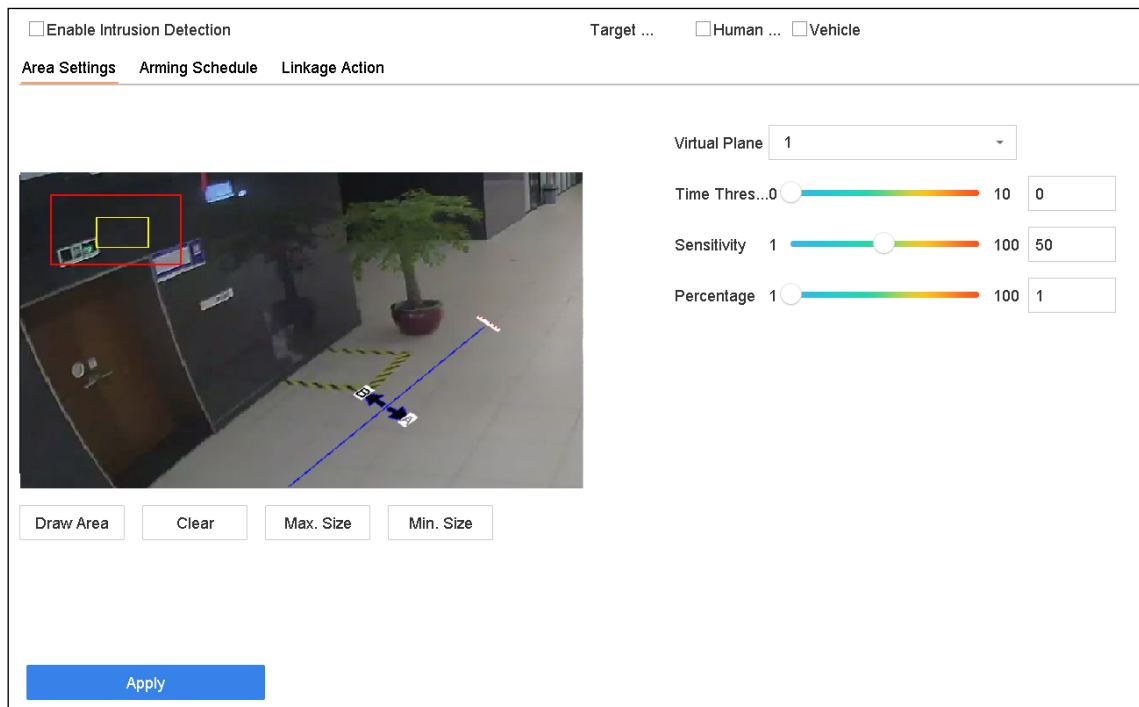 Enable Intrusion Detection Target ... Human ... Vehicle
Area Settings Arming Schedule Linkage Action
Virtual Plane 1
Time Thres...0 10 0
Sensitivity 1 100 50
Percentage 1 100 1
B
A
Draw Area Clear Max. Size Min. Size
Apply